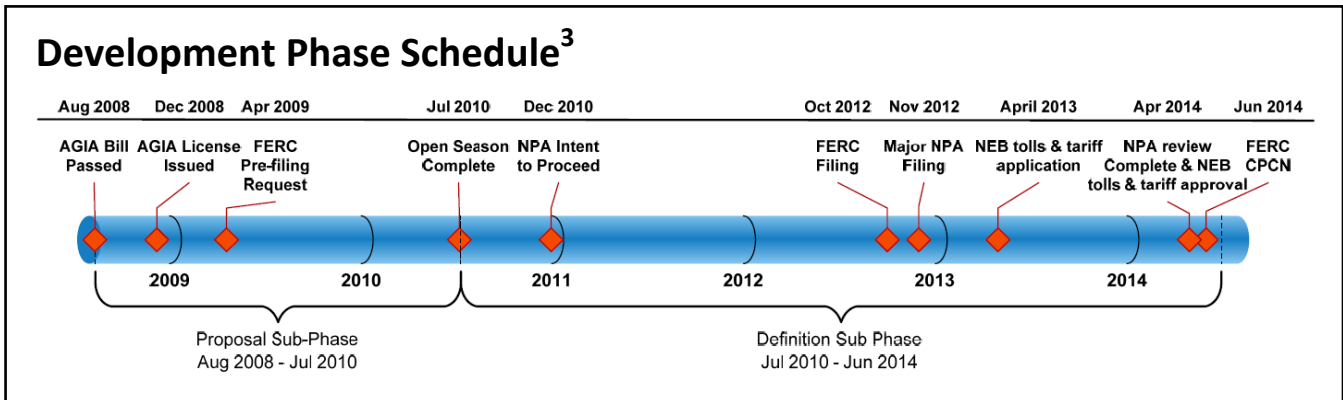 Development Phase Schedule3
Aug 2008 Dec 2008 Apr 2009 Jul 2010 Dec 2010 Oct 2012 Nov 2012 April 2013 Apr 2014 Jun 2014
AGIA Bill
Passed
AGIA License
Issued
FERC
Pre-filing
Request
Open Season
Complete
NPA Intent
to Proceed
FERC
Filing
Major NPA
Filing
NEB tolls & tariff
application
NPA review
Complete & NEB
tolls & tariff approval
FERC
CPCN
2009 2010 2011 2012 2013 2014
Proposal Sub-Phase
Aug 2008 - Jul 2010
Definition Sub Phase
Jul 2010 - Jun 2014